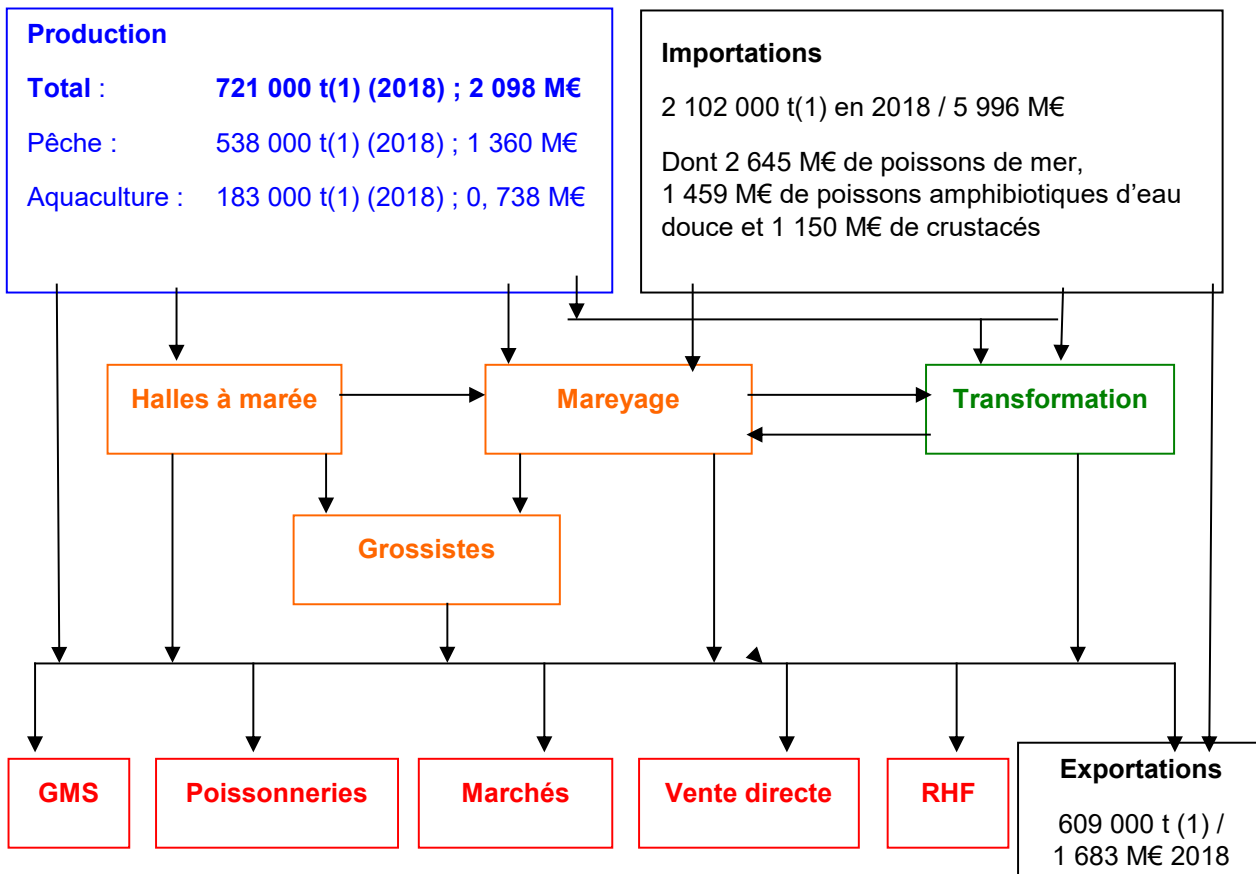 Production
Total : 721 000 t(1) (2018) ; 2 098 M€
Pêche : 538 000 t(1) (2018) ; 1 360 M€
Aquaculture : 183 000 t(1) (2018) ; 0, 738 M€
Importations
2 102 000 t(1) en 2018 / 5 996 M€
Dont 2 645 M€ de poissons de mer,
1 459 M€ de poissons amphibiotiques d’eau
douce et 1 150 M€ de crustacés
Halles à marée
Mareyage
Transformation
Grossistes
GMS
Poissonneries
Marchés
Vente directe
RHF
Exportations
609 000 t (1) /
1 683 M€ 2018